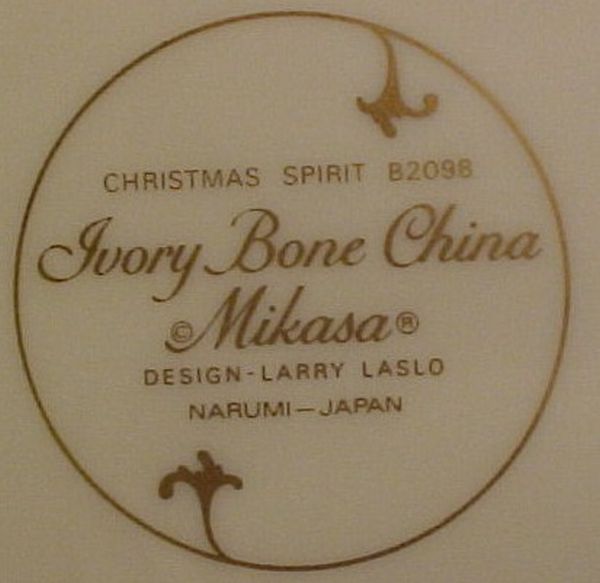 CHRISTMAS SPIRIT B2098
Ivory Bone China
© Mikasa ®
DESIGN-LARRY LASLO
NARUMI—JAPAN